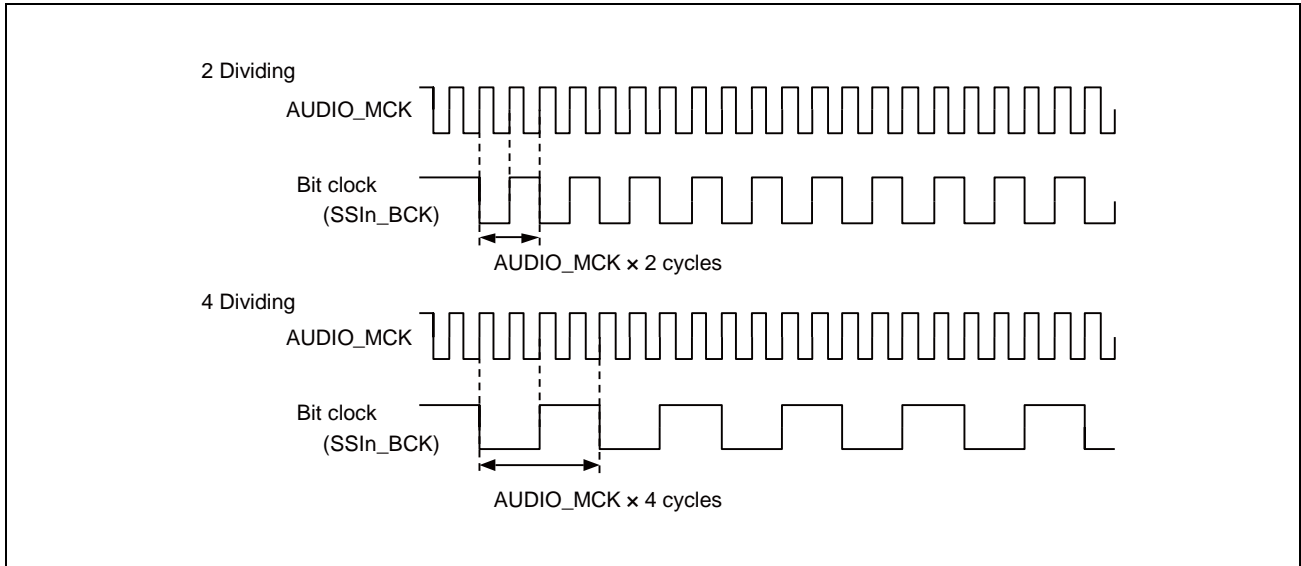 2 Dividing
AUDIO_MCK
Bit clock
(SSIn_BCK)
AUDIO_MCK × 2 cycles
4 Dividing
AUDIO_MCK
Bit clock
(SSIn_BCK)
AUDIO_MCK × 4 cycles